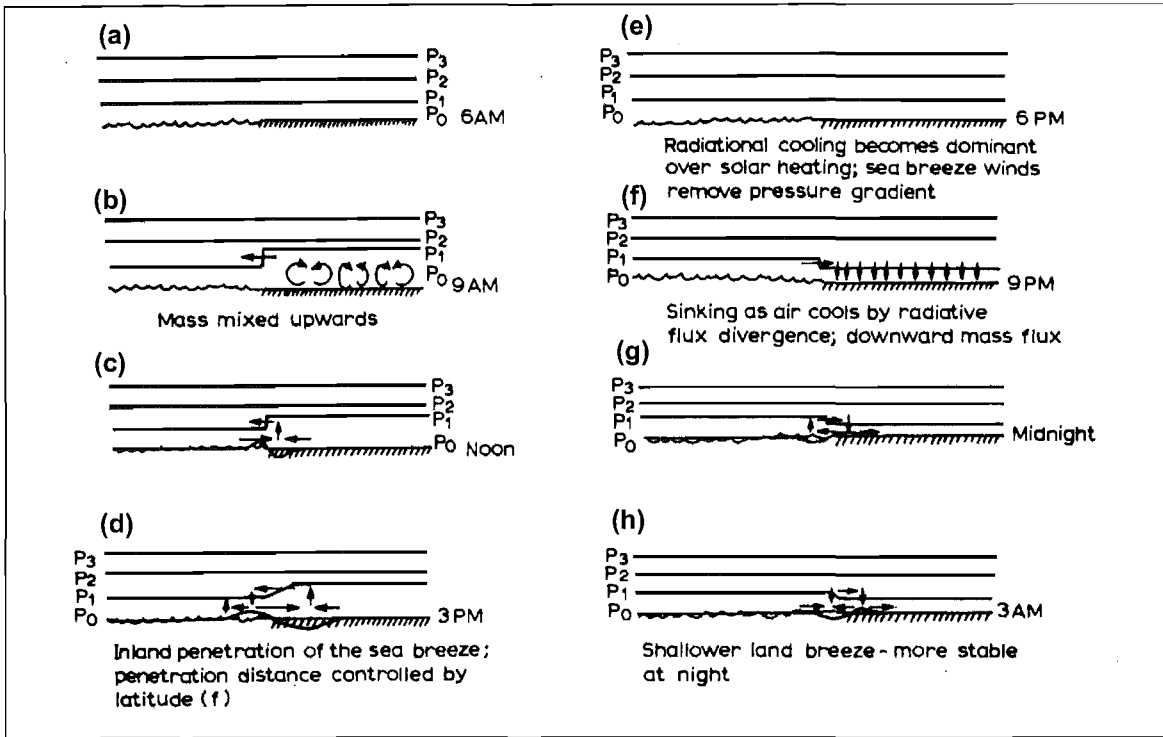 (a)
P3
P2
P1
P0 6AM
(b)
P3
P2
P1
P0 9AM
Mass mixed upwards
(c)
P3
P2
P1
P0 Noon
(d)
P3
P2
P1
P0
3PM
Inland penetration of the sea breeze;
penetration distance controlled by
latitude (f)
(e)
P3
P2
P1
P0
6PM
Radiational cooling becomes dominant
over solar heating; sea breeze winds
remove pressure gradient
(f)
P3
P2
P1
P0
9PM
Sinking as air cools by radiative
flux divergence; downward mass flux
(g)
P3
P2
P1
P0
Midnight
(h)
P3
P2
P1
P0
3AM
Shallower land breeze - more stable
at night